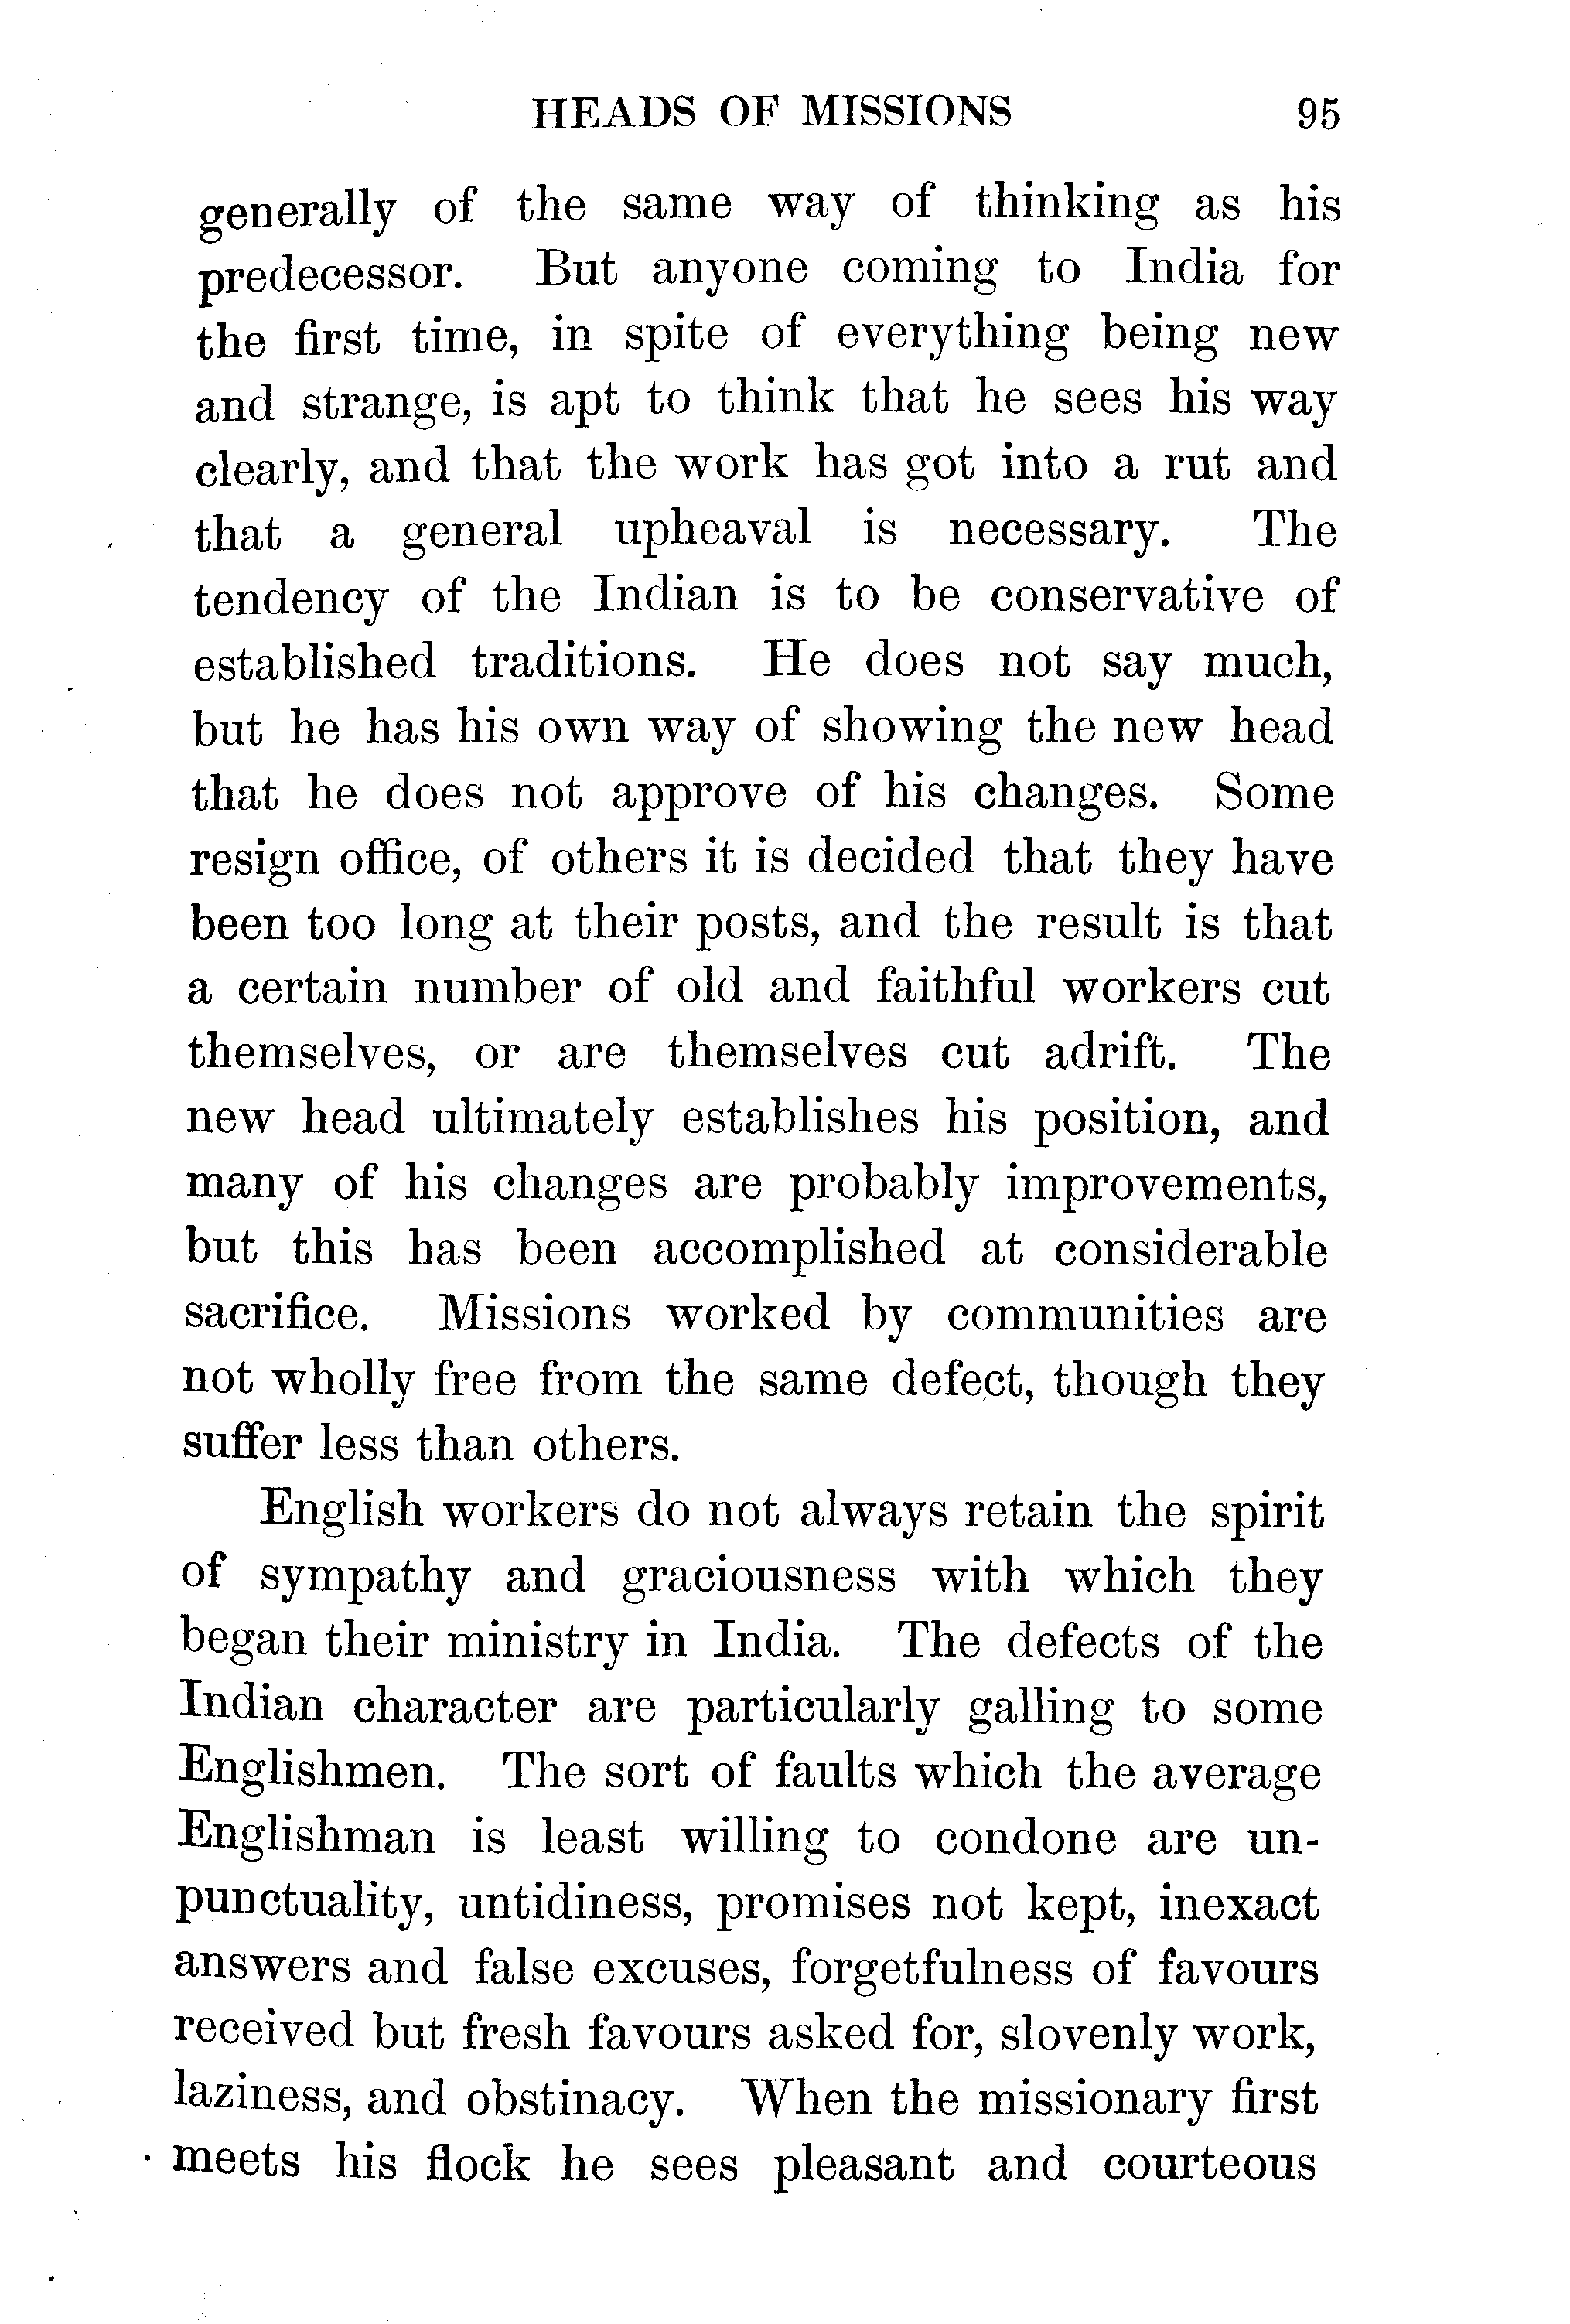 HEADS OF MISSIONS 95
generally of the same way of thinking as his
predecessor. But anyone coming to India for
the first time, in spite of everything being new
and strange, is apt to think that he sees his way
clearly, and that the work has got into a rut and
that a general upheaval is necessary. The
tendency of the Indian is to be conservative of
established traditions. He does not say much,
but he has his own way of showing the new head
that he does not approve of his changes. Some
resign office, of others it is decided that they have
been too long at their posts, and the result is that
a certain number of old and faithful workers cut
themselves, or are themselves cut adrift. The
new head ultimately establishes his position, and
many of his changes are probably improvements,
but this has been accomplished at considerable
sacrifice. Missions worked by communities are
not wholly free from the same defect, though they
suffer less than others.
English workers do not always retain the spirit
of sympathy and graciousness with which they
began their ministry in India. The defects of the
Indian character are particularly galling to some
Englishmen. The sort of faults which the average
Englishman is least willing to condone are un-
punctuality, untidiness, promises not kept, inexact
answers and false excuses, forgetfulness of favours
received but fresh favours asked for, slovenly work,
laziness, and obstinacy. When the missionary first
meets his flock he sees pleasant and courteous